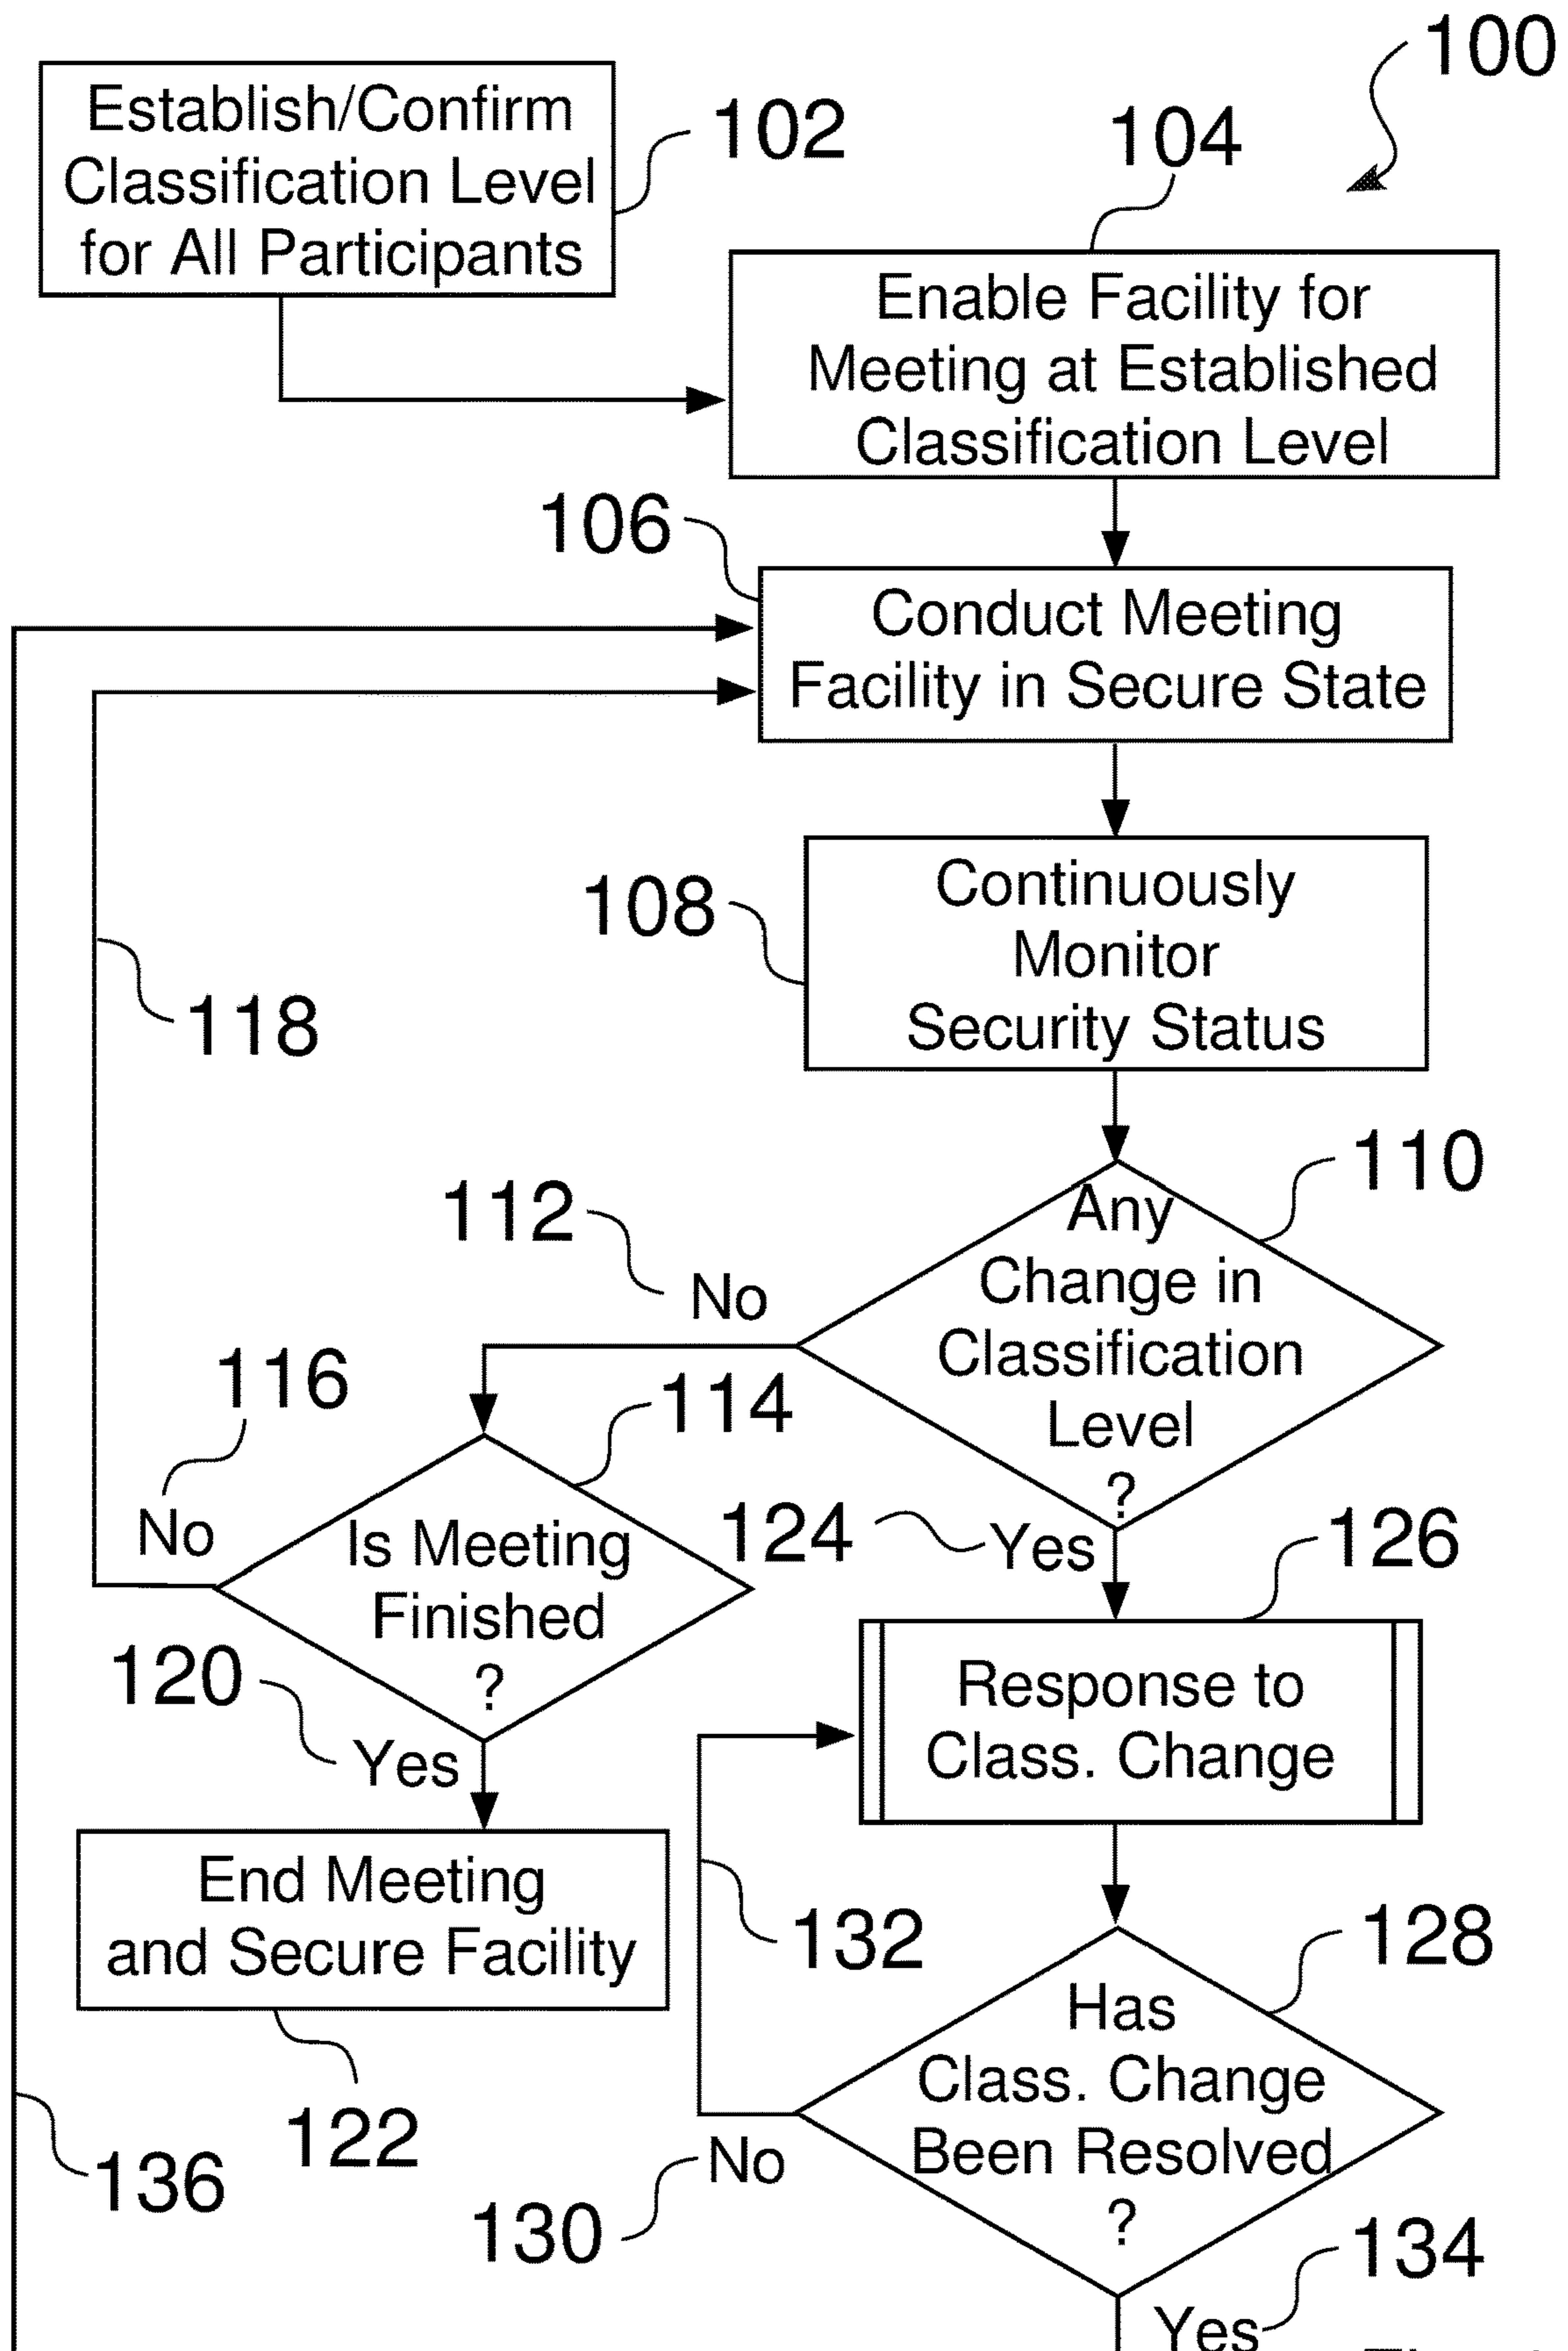 100
Establish/Confirm
Classification Level
for All Participants
102
104
Enable Facility for
Meeting at Established
Classification Level
106
Conduct Meeting
Facility in Secure State
108
Continuously
Monitor
Security Status
118
110
Any
Change in
Classification
Level
?
112
No
116
No
114
Is Meeting
Finished
?
124
Yes
126
Response to
Class. Change
120
Yes
End Meeting
and Secure Facility
122
132
128
Has
Class. Change
Been Resolved
?
136
130
No
134
Yes